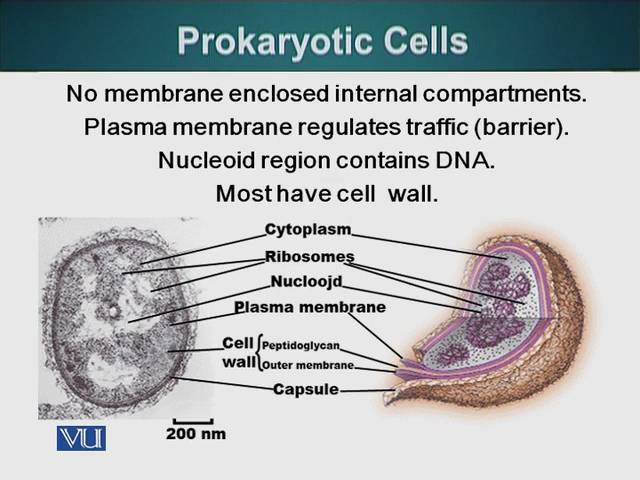 Prokaryotic Cells
No membrane enclosed internal compartments.
Plasma membrane regulates traffic (barrier).
Nucleoid region contains DNA.
Most have cell wall.
Cytoplasm
Ribosomes
Nucloojd
Plasma membrane
Cell
wall
Peptidoglycan
Outer membrane
Capsule
200 nm
VU